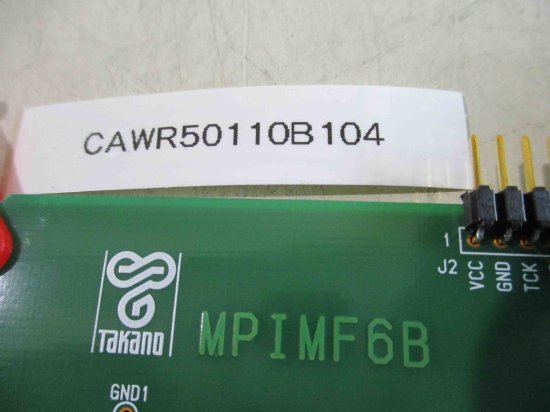 CAWR50110B104
1
J2
VCC
GND
TCK
Takano
MPIMF6B
GND1